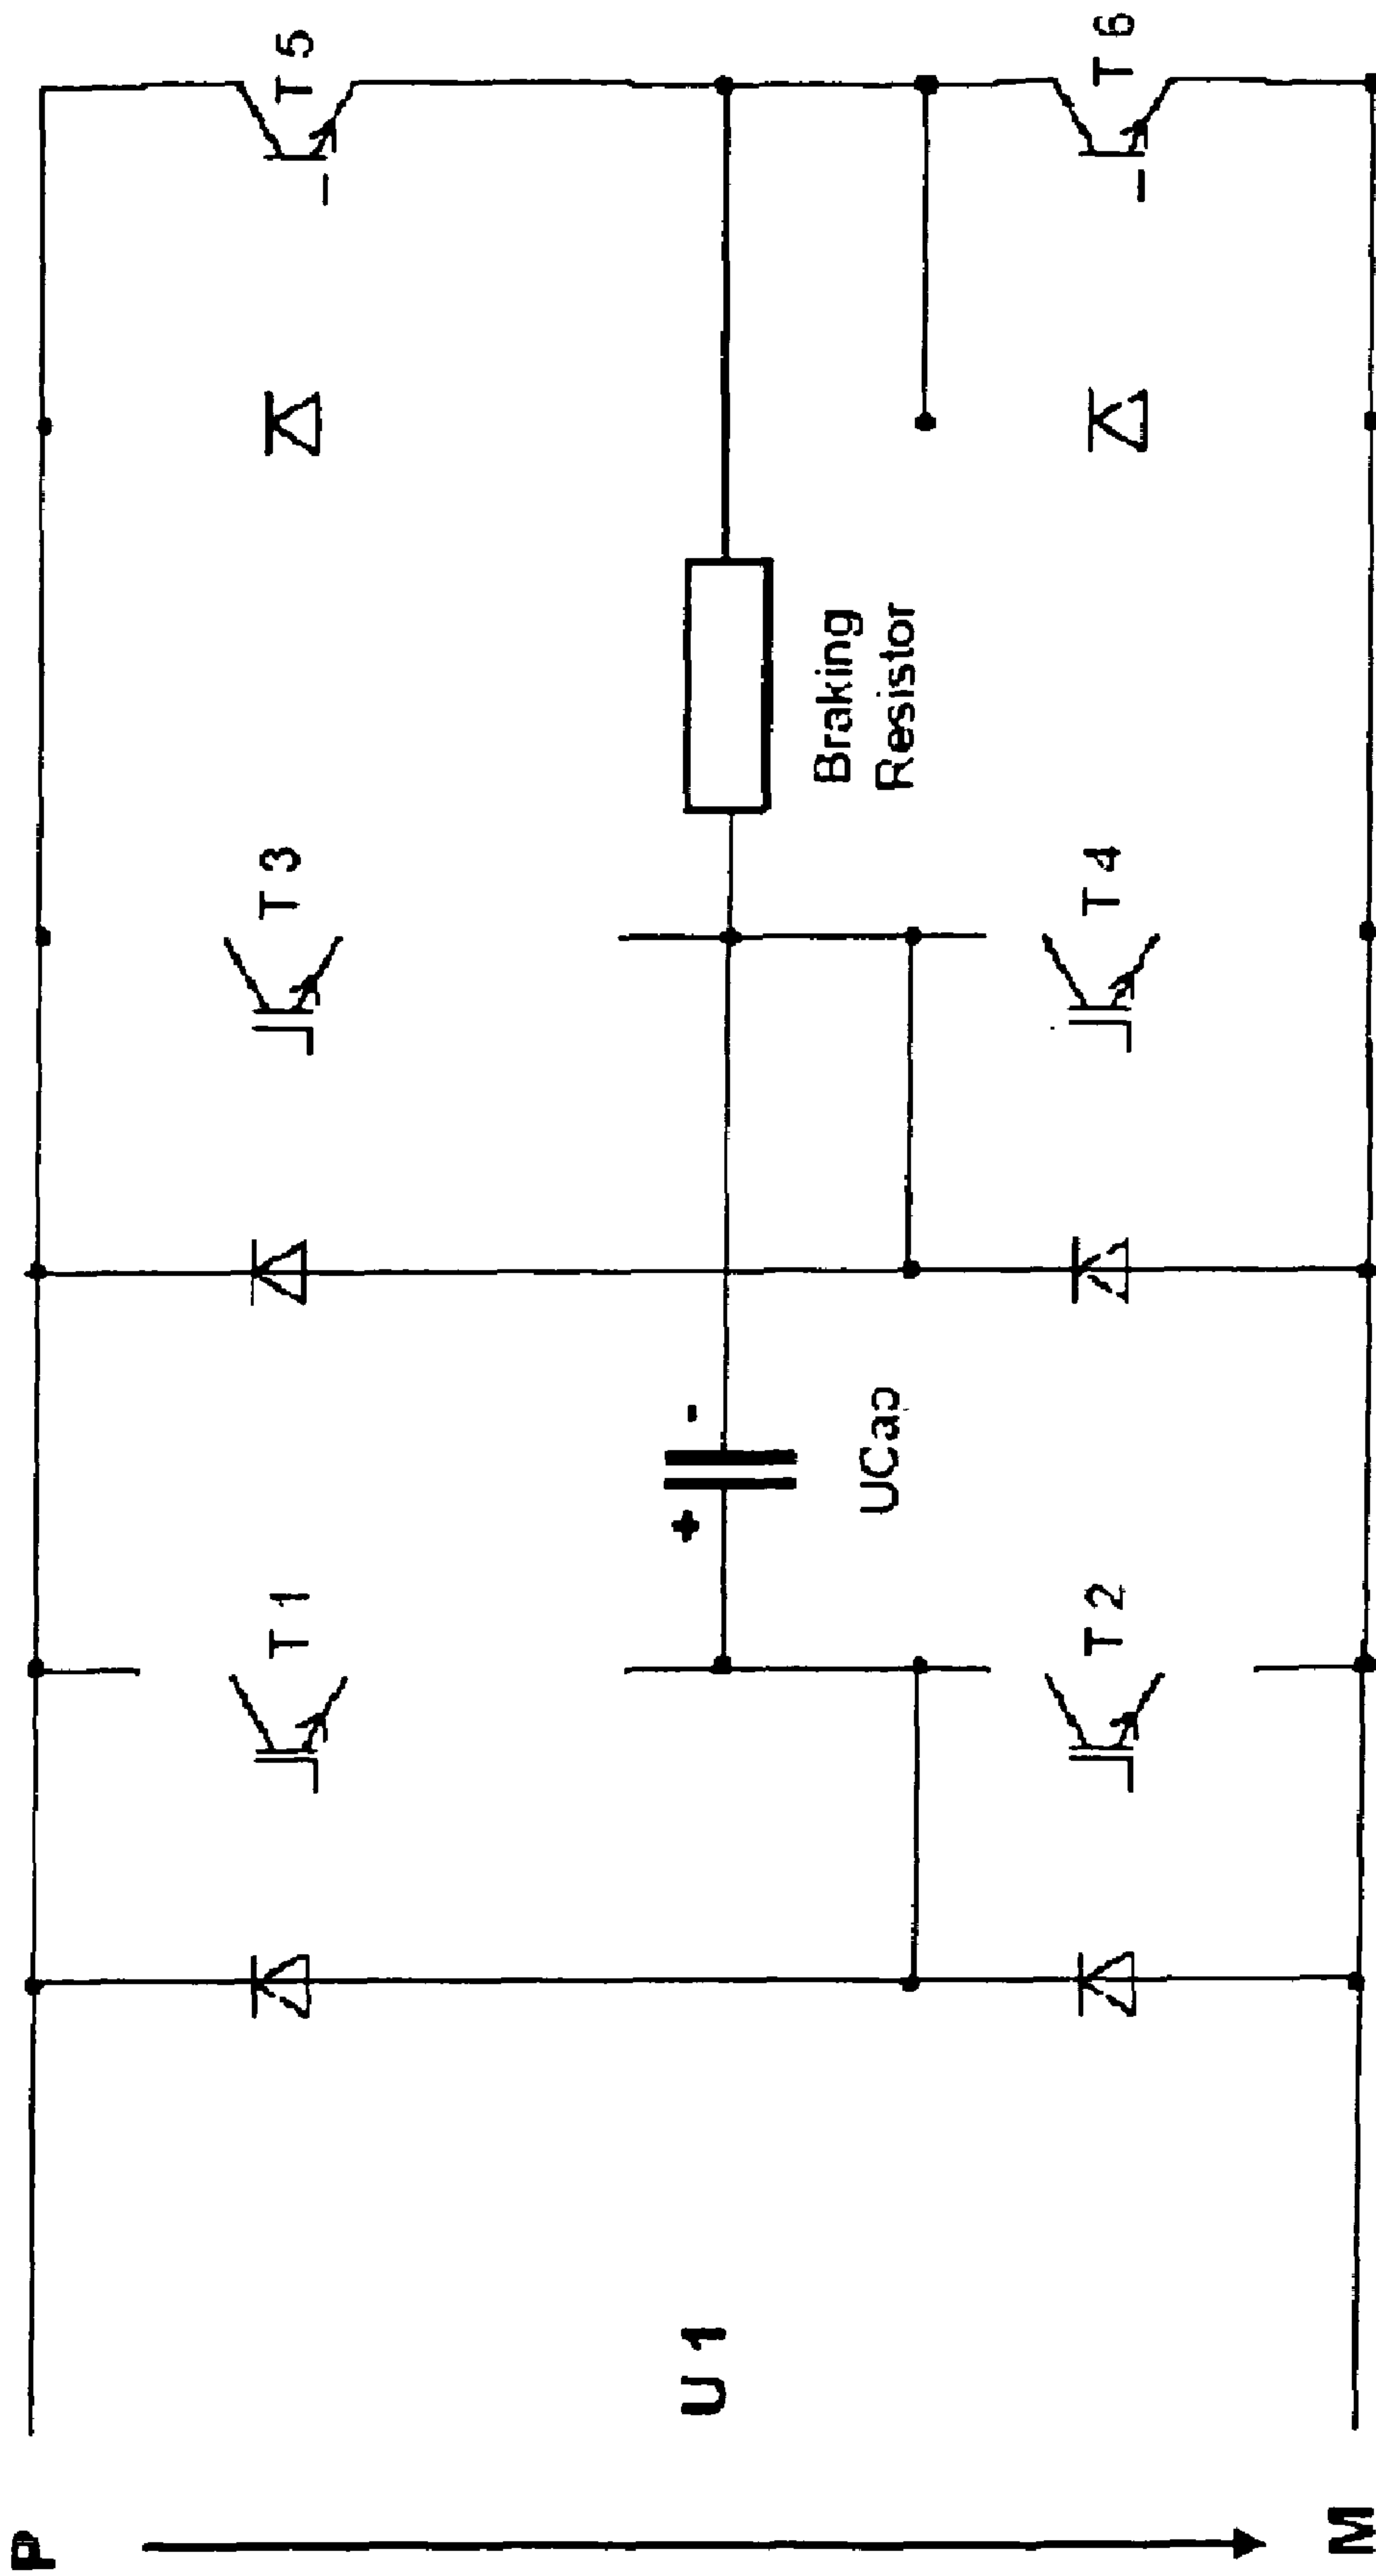 P
T 1
T 3
T 5
+
-
U 1
UCap
Braking
Resistor
T 2
T 4
T 6
M